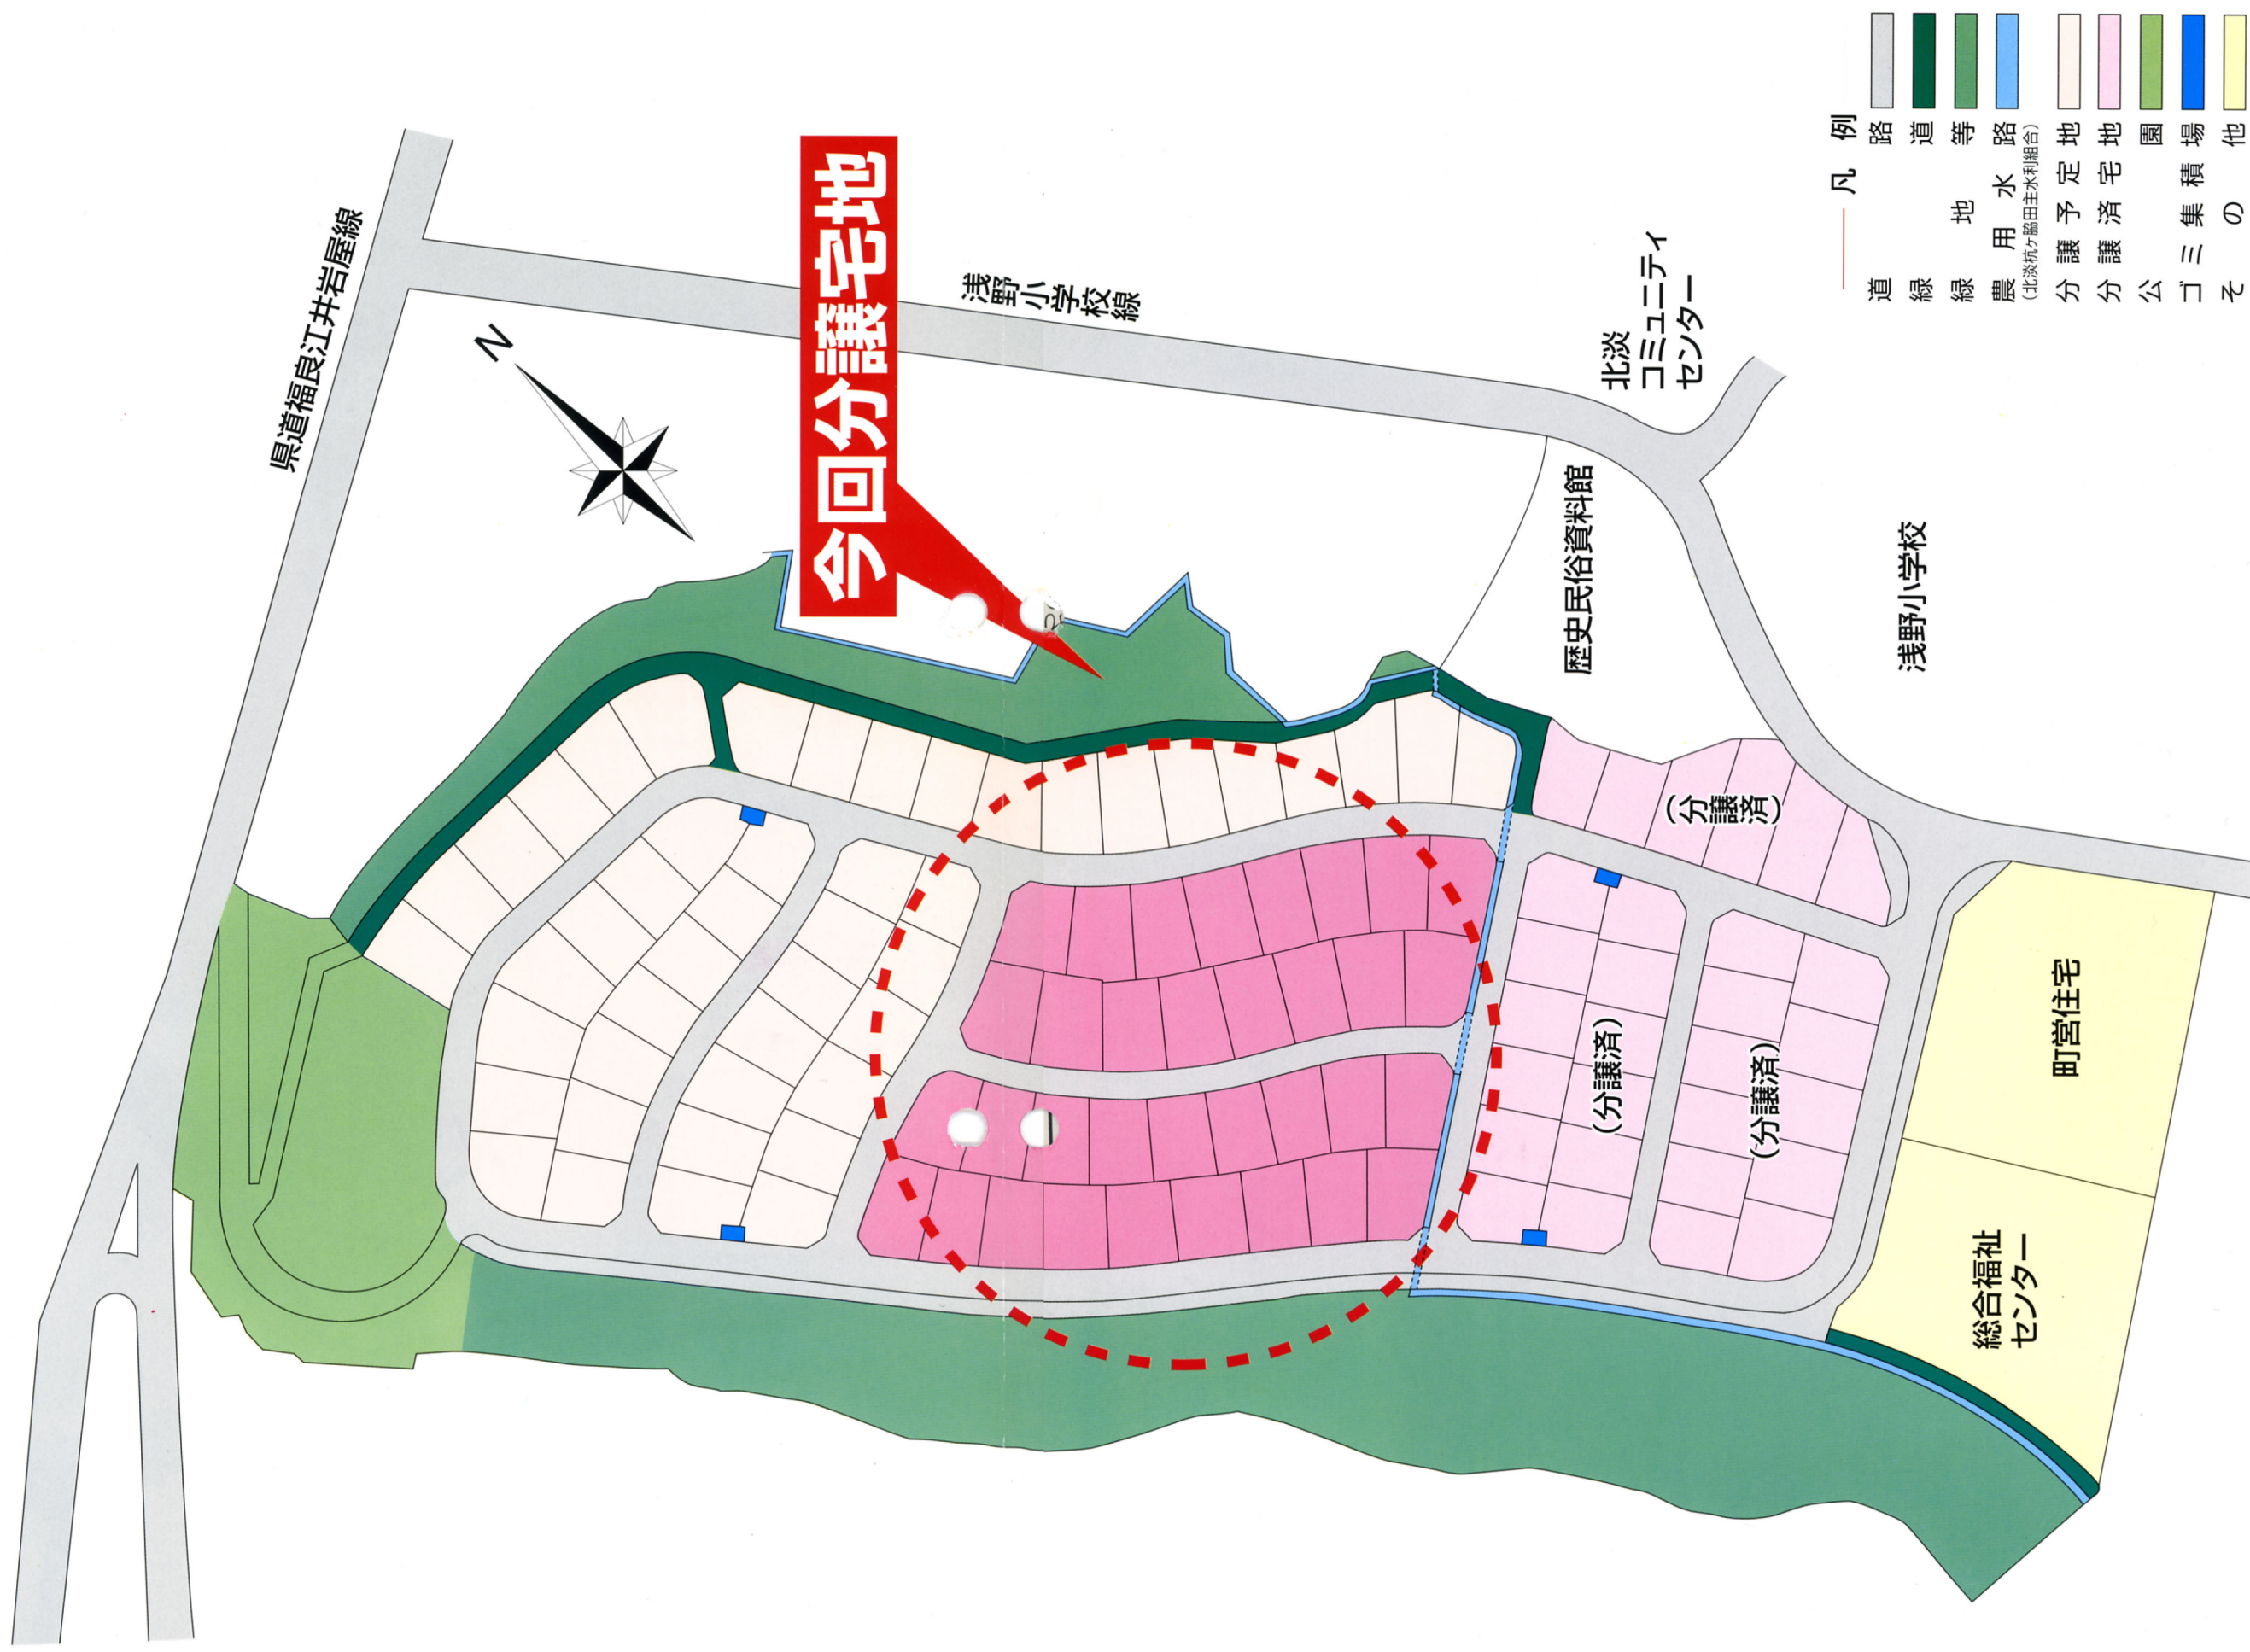 凡例
道路
緑道
緑地等
農用水路
(北淡杭ケ脇田主水利組合)
分譲予定地
分譲済宅地
公園
ゴミ集積場
その他
県道福良江井岩屋線
N
今回分譲宅地
浅野小学校線
北淡
コミュニティ
センター
歴史民俗資料館
浅野小学校
(分譲済)
(分譲済)
(分譲済)
町営住宅
総合福祉
センター